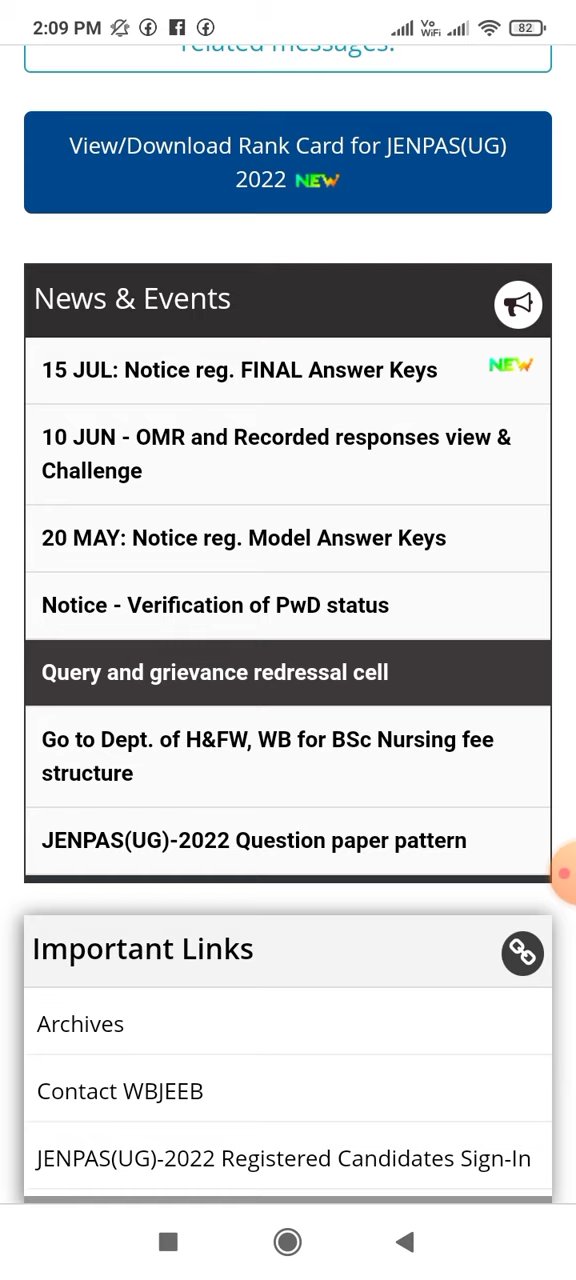 2:09 PM Vo WiFi 82
related messages.
View/Download Rank Card for JENPAS(UG)
2022 NEW
News & Events
15 JUL: Notice reg. FINAL Answer Keys NEW
10 JUN - OMR and Recorded responses view &
Challenge
20 MAY: Notice reg. Model Answer Keys
Notice - Verification of PwD status
Query and grievance redressal cell
Go to Dept. of H&FW, WB for BSc Nursing fee
structure
JENPAS(UG)-2022 Question paper pattern
Important Links
Archives
Contact WBJEEB
JENPAS(UG)-2022 Registered Candidates Sign-In